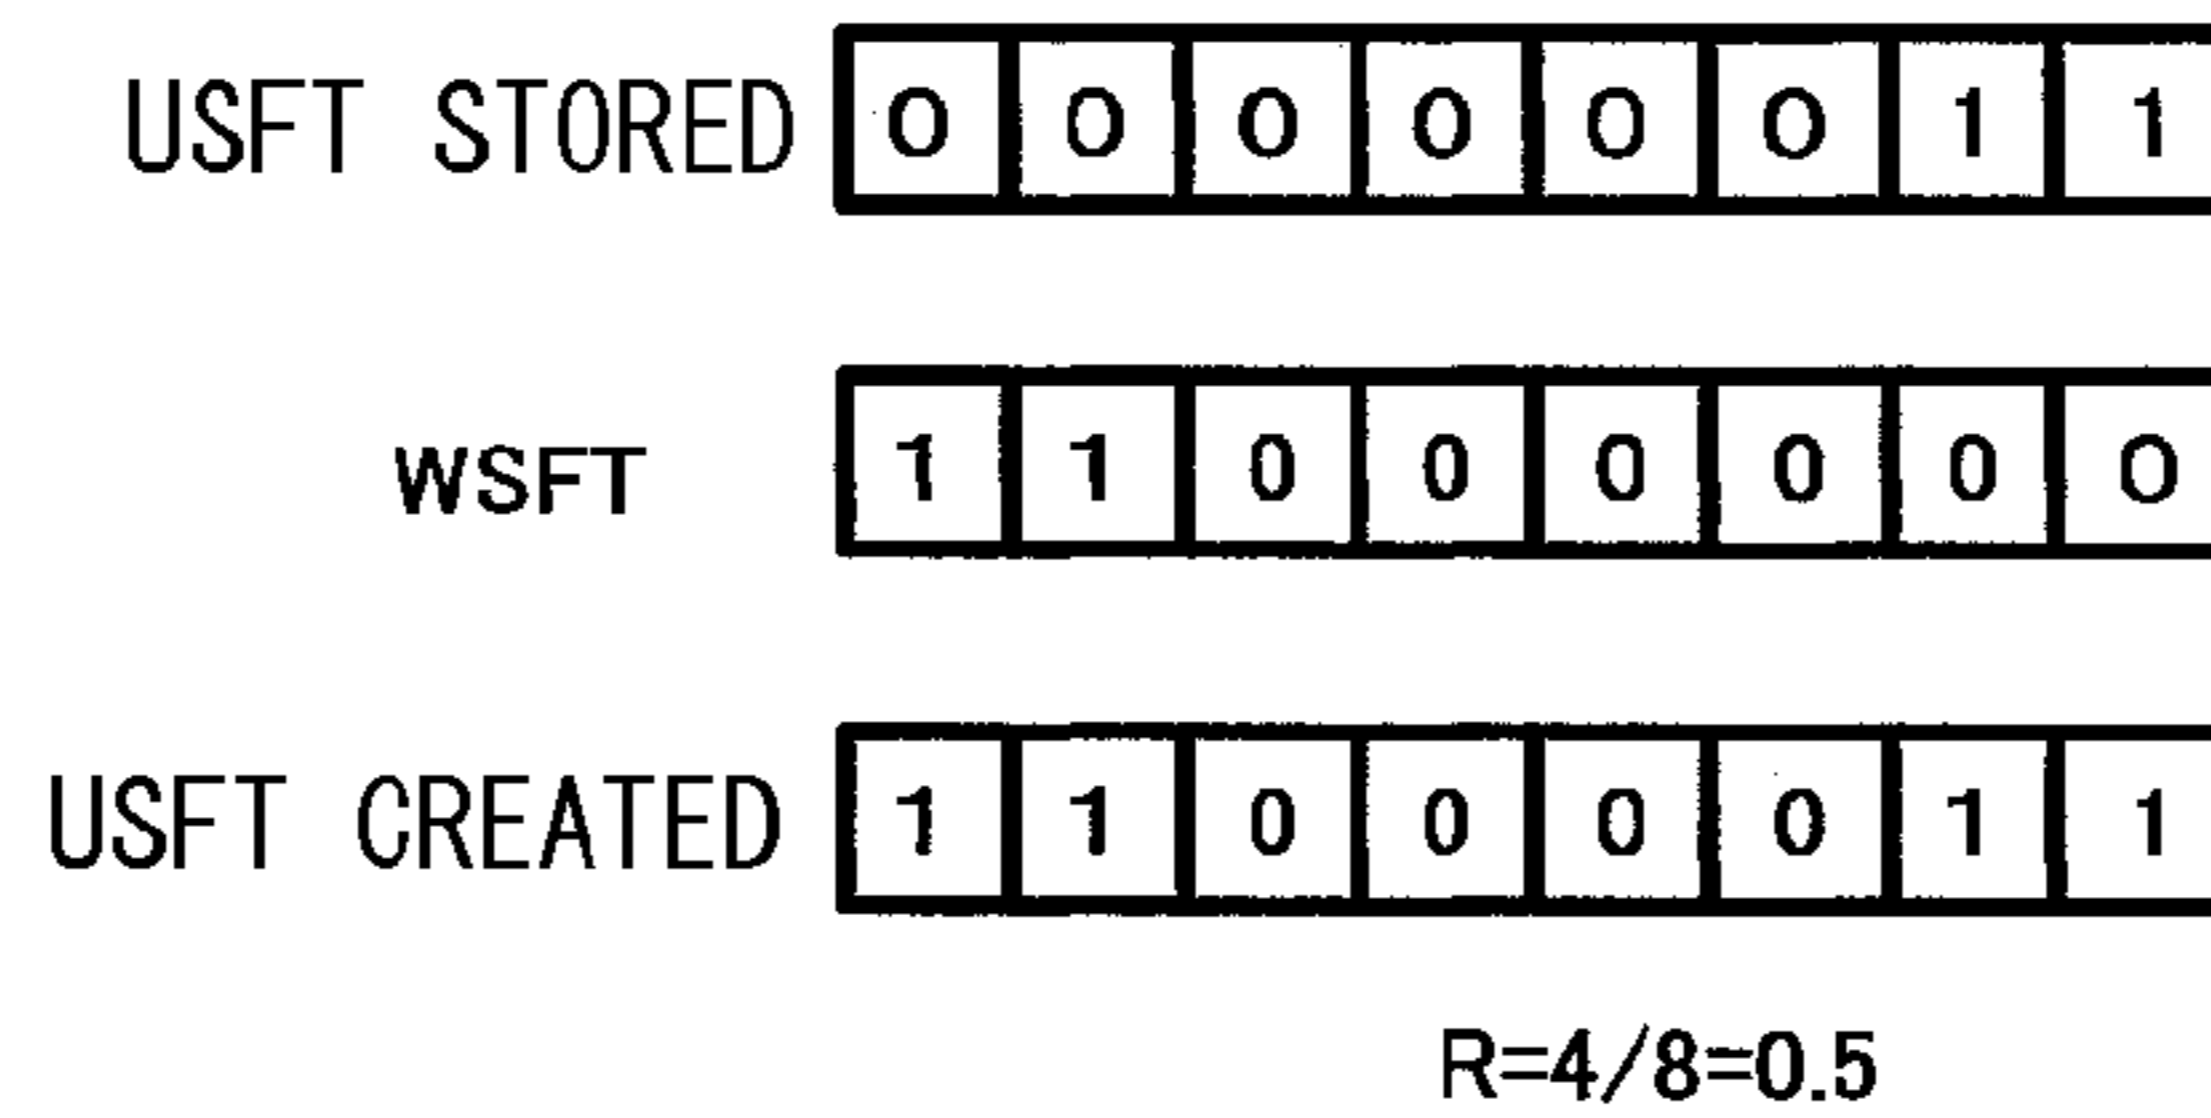 USFT STORED 0 0 0 0 0 0 1 1
WSFT 1 1 0 0 0 0 0 0
USFT CREATED 1 1 0 0 0 0 1 1
R=4/8=0.5